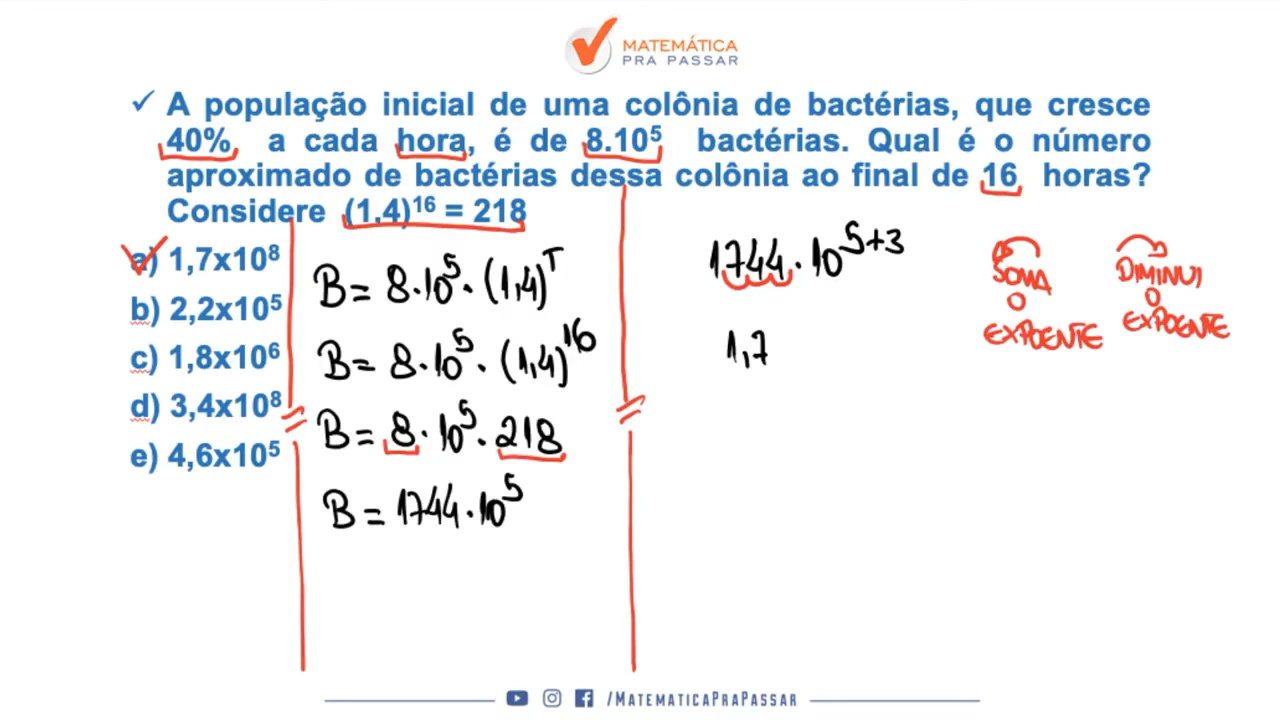 MATEMÁTICA
PRA PASSAR
✓ A população inicial de uma colônia de bactérias, que cresce
40% a cada hora, é de 8.10⁵ bactérias. Qual é o número
aproximado de bactérias dessa colônia ao final de 16 horas?
Considere (1,4)¹⁶ = 218
a) 1,7x10⁸
b) 2,2x10⁵
c) 1,8x10⁶
d) 3,4x10⁸
e) 4,6x10⁵
B = 8·10⁵·(1,4)ᵀ
B = 8·10⁵·(1,4)¹⁶
B = 8·10⁵·218
B = 1744·10⁵
1744·10⁵⁺³
1,7
SOMA
O
EXPOENTE
DIMINUI
O
EXPOENTE
/MATEMATICAPRAPASSAR